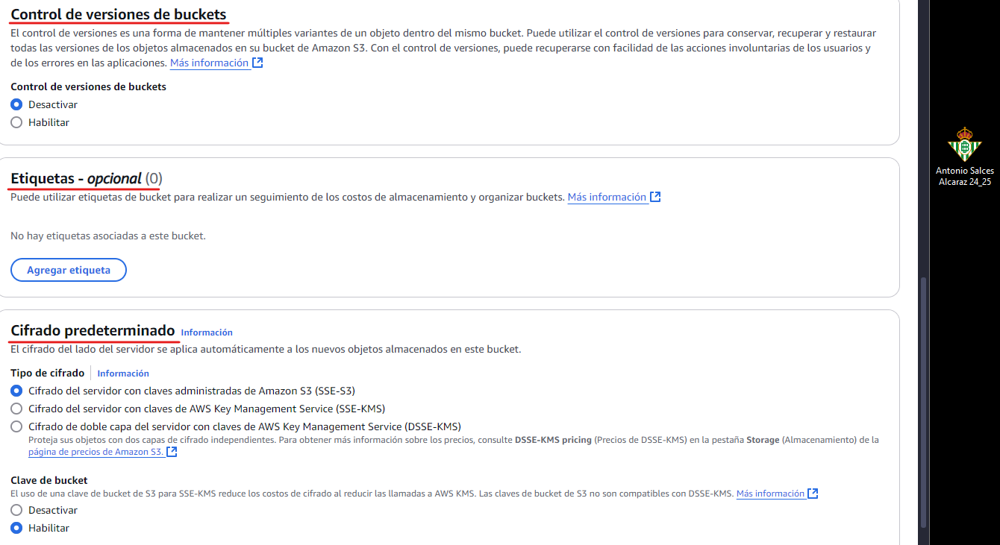 Control de versiones de buckets
El control de versiones es una forma de mantener múltiples variantes de un objeto dentro del mismo bucket. Puede utilizar el control de versiones para conservar, recuperar y restaurar
todas las versiones de los objetos almacenados en su bucket de Amazon S3. Con el control de versiones, puede recuperarse con facilidad de las acciones involuntarias de los usuarios y
de los errores en las aplicaciones. Más información
Control de versiones de buckets
Desactivar
Habilitar
Etiquetas - opcional (0)
Puede utilizar etiquetas de bucket para realizar un seguimiento de los costos de almacenamiento y organizar buckets. Más información
No hay etiquetas asociadas a este bucket.
Agregar etiqueta
Cifrado predeterminado Información
El cifrado del lado del servidor se aplica automáticamente a los nuevos objetos almacenados en este bucket.
Tipo de cifrado Información
Cifrado del servidor con claves administradas de Amazon S3 (SSE-S3)
Cifrado del servidor con claves de AWS Key Management Service (SSE-KMS)
Cifrado de doble capa del servidor con claves de AWS Key Management Service (DSSE-KMS)
Proteja sus objetos con dos capas de cifrado independientes. Para obtener más información sobre los precios, consulte DSSE-KMS pricing (Precios de DSSE-KMS) en la pestaña Storage (Almacenamiento) de la
página de precios de Amazon S3.
Clave de bucket
El uso de una clave de bucket de S3 para SSE-KMS reduce los costos de cifrado al reducir las llamadas a AWS KMS. Las claves de bucket de S3 no son compatibles con DSSE-KMS. Más información
Desactivar
Habilitar
Antonio Salces
Alcaraz 24_25